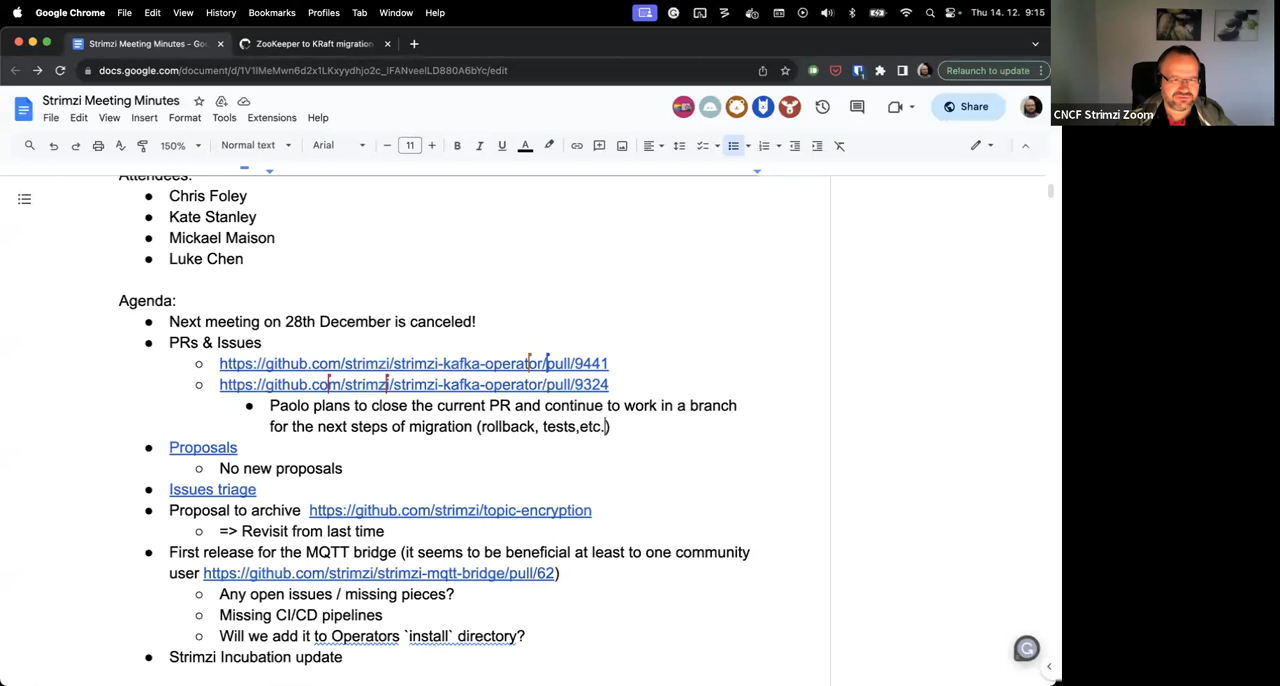 Google Chrome File Edit View History Bookmarks Profiles Tab Window Help Thu 14. 12. 9:15
Strimzi Meeting Minutes - Goo ZooKeeper to KRaft migration
docs.google.com/document/d/1V1lMeMwn6d2x1LKxyydhjo2c_lFANveelLD880A6bYc/edit Relaunch to update
Strimzi Meeting Minutes
File Edit View Insert Format Tools Extensions Help Share
150% Normal text Arial 11
Attendees:
Chris Foley
Kate Stanley
Mickael Maison
Luke Chen
Agenda:
Next meeting on 28th December is canceled!
PRs & Issues
https://github.com/strimzi/strimzi-kafka-operator/pull/9441
https://github.com/strimzi/strimzi-kafka-operator/pull/9324
Paolo plans to close the current PR and continue to work in a branch
for the next steps of migration (rollback, tests,etc.)
Proposals
No new proposals
Issues triage
Proposal to archive https://github.com/strimzi/topic-encryption
=> Revisit from last time
First release for the MQTT bridge (it seems to be beneficial at least to one community
user https://github.com/strimzi/strimzi-mqtt-bridge/pull/62)
Any open issues / missing pieces?
Missing CI/CD pipelines
Will we add it to Operators `install` directory?
Strimzi Incubation update
CNCF Strimzi Zoom